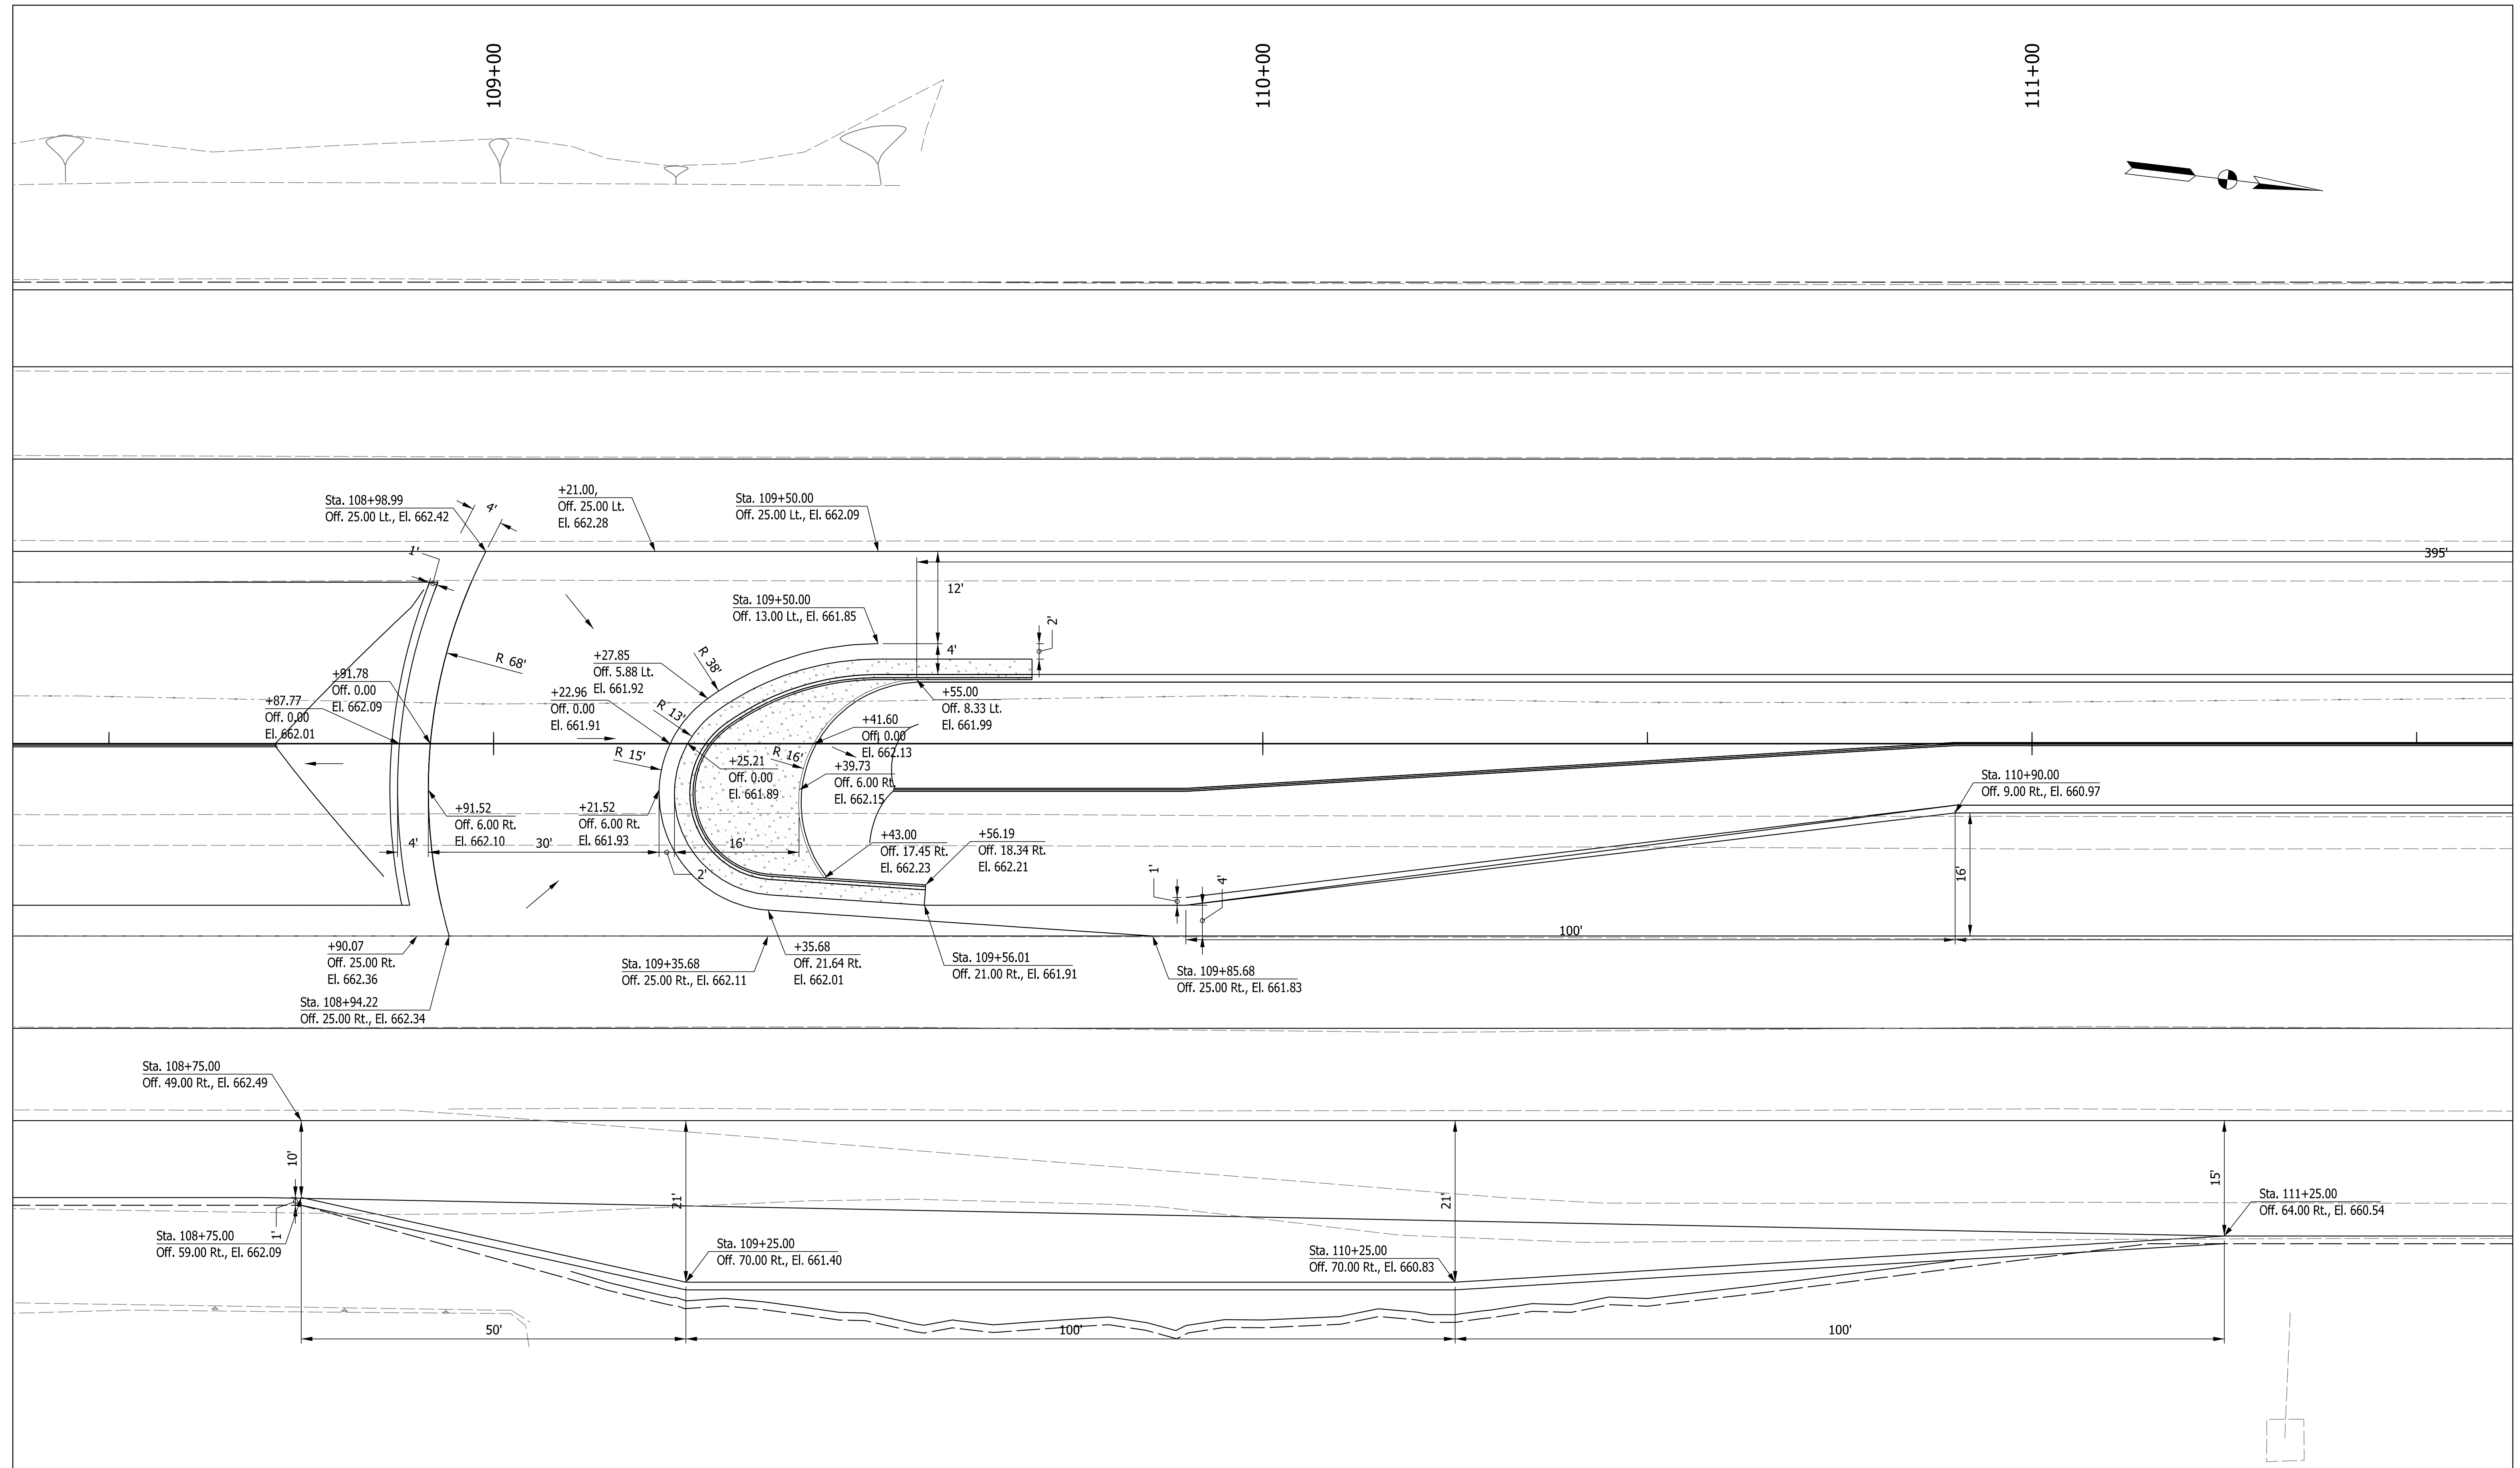 109+00
110+00
111+00
Sta. 108+98.99
Off. 25.00 Lt., El. 662.42
4'
+21.00,
Off. 25.00 Lt.
El. 662.28
Sta. 109+50.00
Off. 25.00 Lt., El. 662.09
1'
395'
12'
Sta. 109+50.00
Off. 13.00 Lt., El. 661.85
2'
4'
R 68'
R 38'
+27.85
Off. 5.88 Lt.
El. 661.92
+91.78
Off. 0.00
El. 662.09
+87.77
Off. 0.00
El. 662.01
+22.96
Off. 0.00
El. 661.91
R 13'
+55.00
Off. 8.33 Lt.
El. 661.99
+41.60
Off. 0.00
El. 662.13
R 15'
R 16'
+25.21
Off. 0.00
El. 661.89
+39.73
Off. 6.00 Rt.
El. 662.15
Sta. 110+90.00
Off. 9.00 Rt., El. 660.97
+91.52
Off. 6.00 Rt.
El. 662.10
+21.52
Off. 6.00 Rt.
El. 661.93
4'
30'
16'
2'
+43.00
Off. 17.45 Rt.
El. 662.23
+56.19
Off. 18.34 Rt.
El. 662.21
1'
4'
16'
100'
+90.07
Off. 25.00 Rt.
El. 662.36
Sta. 108+94.22
Off. 25.00 Rt., El. 662.34
Sta. 109+35.68
Off. 25.00 Rt., El. 662.11
+35.68
Off. 21.64 Rt.
El. 662.01
Sta. 109+56.01
Off. 21.00 Rt., El. 661.91
Sta. 109+85.68
Off. 25.00 Rt., El. 661.83
Sta. 108+75.00
Off. 49.00 Rt., El. 662.49
10'
1'
21'
21'
15'
Sta. 108+75.00
Off. 59.00 Rt., El. 662.09
Sta. 109+25.00
Off. 70.00 Rt., El. 661.40
Sta. 110+25.00
Off. 70.00 Rt., El. 660.83
Sta. 111+25.00
Off. 64.00 Rt., El. 660.54
50'
100'
100'